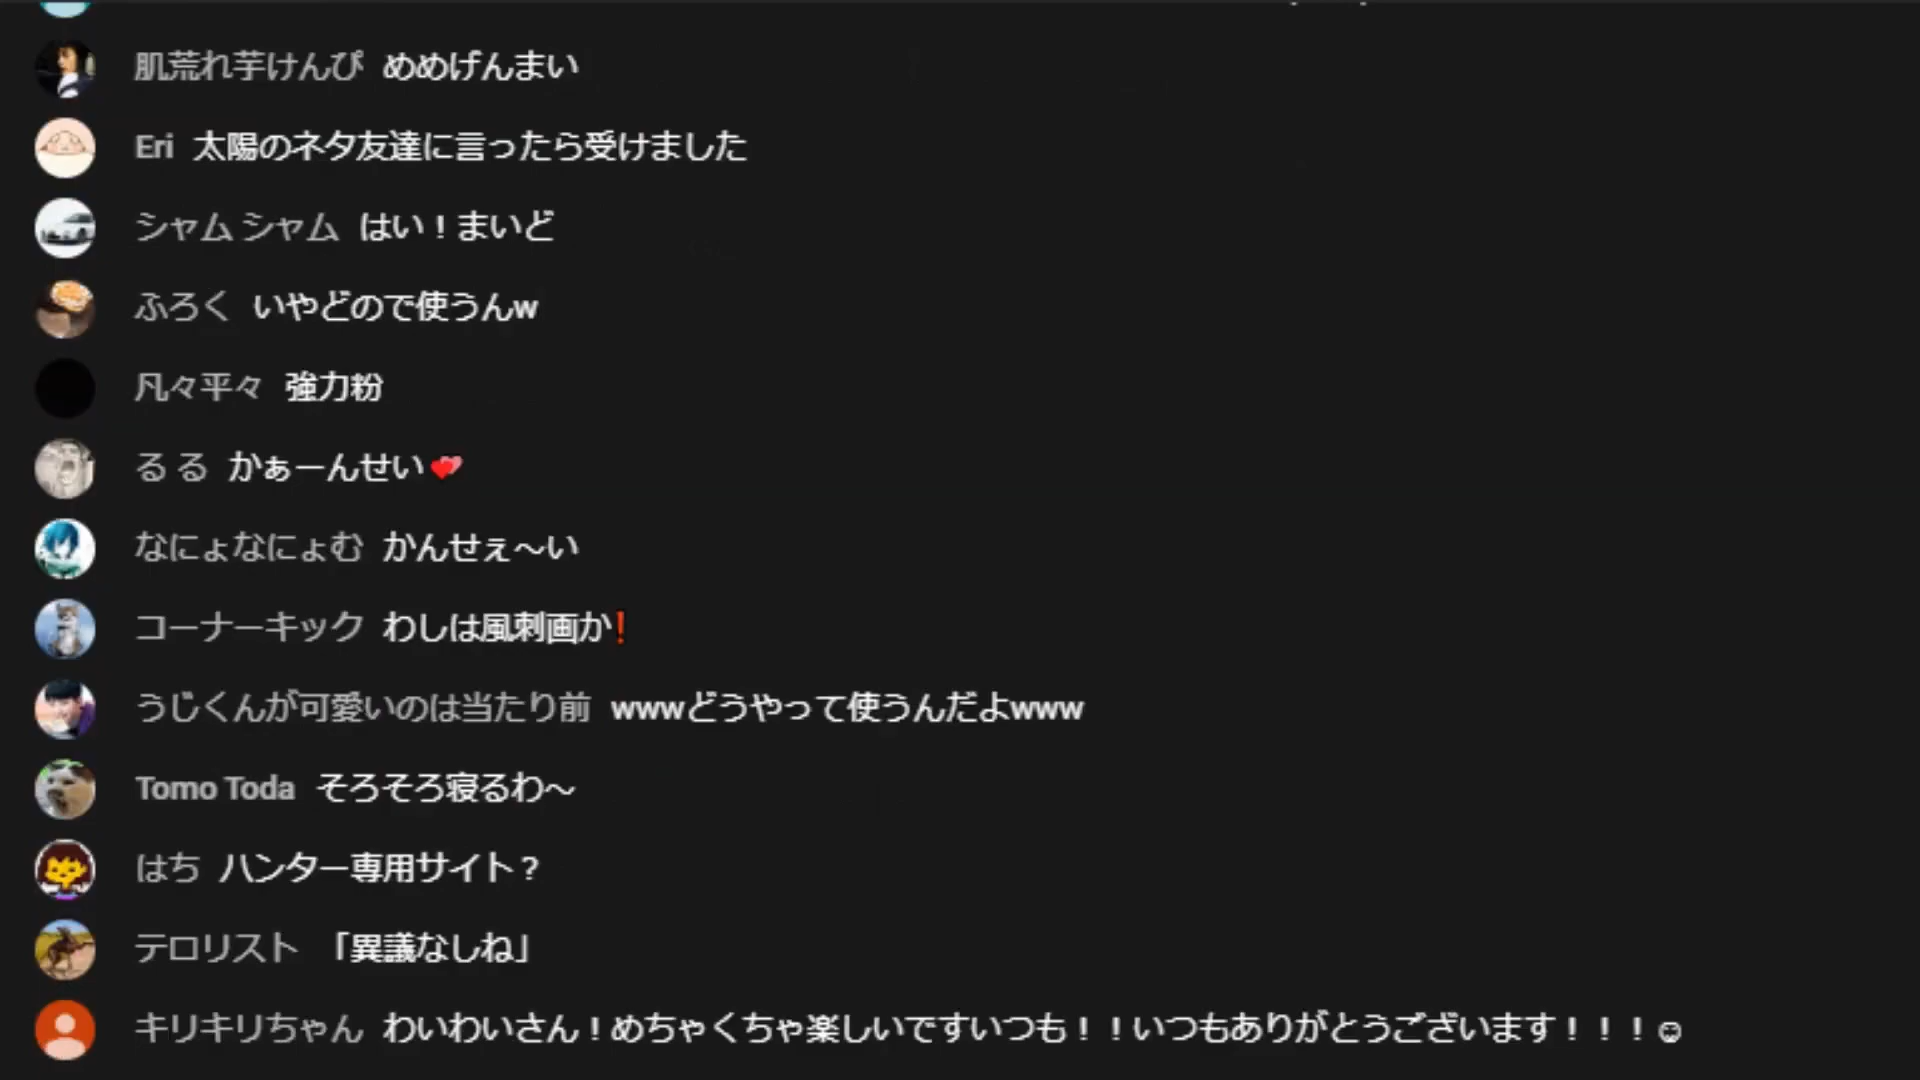 肌荒れ芋けんぴ めめげんまい
Eri 太陽のネタ友達に言ったら受けました
シャム シャム はい！まいど
ふろく いやどので使うんw
凡々平々 強力粉
る る かぁーんせい💕
なにょなにょむ かんせぇ〜い
コーナーキック わしは風刺画か❗
うじくんが可愛いのは当たり前 wwwどうやって使うんだよwww
Tomo Toda そろそろ寝るわ〜
はち ハンター専用サイト？
テロリスト 「異議なしね」
キリキリちゃん わいわいさん！めちゃくちゃ楽しいですいつも！！いつもありがとうございます！！！☺